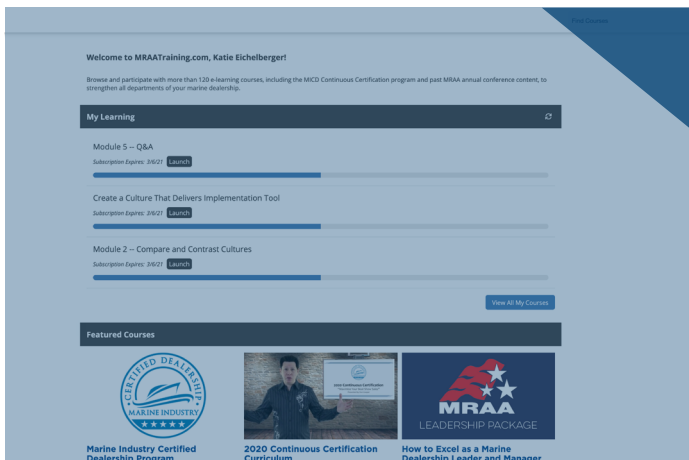 Find Courses
Welcome to MRAATraining.com, Katie Eichelberger!
Browse and participate with more than 120 e-learning courses, including the MICD Continuous Certification program and past MRAA annual conference content, to
strengthen all departments of your marine dealership.
My Learning
Module 5 -- Q&A
Subscription Expires: 3/6/21 Launch
Create a Culture That Delivers Implementation Tool
Subscription Expires: 3/6/21 Launch
Module 2 -- Compare and Contrast Cultures
Subscription Expires: 3/6/21 Launch
View All My Courses
Featured Courses
CERTIFIED DEALERSHIP
MARINE INDUSTRY
2020 Continuous Certification
MRAA
LEADERSHIP PACKAGE
Marine Industry Certified
Dealership Program
2020 Continuous Certification
Curriculum
How to Excel as a Marine
Dealership Leader and Manager